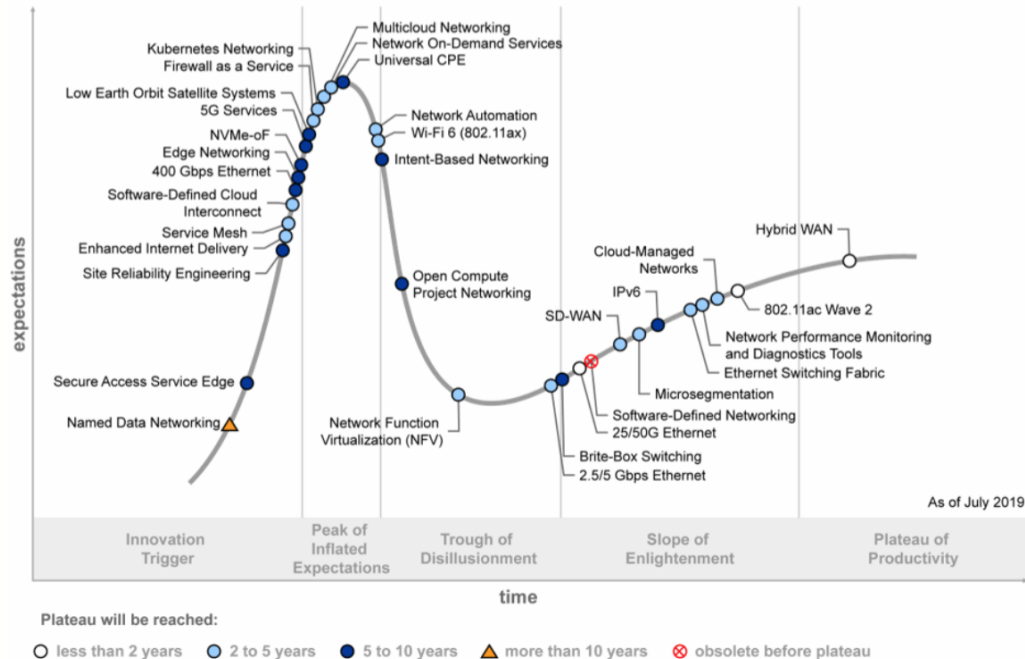 Multicloud Networking
Kubernetes Networking
Network On-Demand Services
Firewall as a Service
Universal CPE
Low Earth Orbit Satellite Systems
5G Services
Network Automation
NVMe-oF
Wi-Fi 6 (802.11ax)
Edge Networking
Intent-Based Networking
400 Gbps Ethernet
Software-Defined Cloud
Interconnect
Service Mesh
Enhanced Internet Delivery
Site Reliability Engineering
Open Compute
Project Networking
Hybrid WAN
Cloud-Managed
Networks
IPv6
SD-WAN
802.11ac Wave 2
Network Performance Monitoring
and Diagnostics Tools
Ethernet Switching Fabric
Microsegmentation
Software-Defined Networking
25/50G Ethernet
Brite-Box Switching
2.5/5 Gbps Ethernet
Secure Access Service Edge
Named Data Networking
Network Function
Virtualization (NFV)
expectations
As of July 2019
Innovation
Trigger
Peak of
Inflated
Expectations
Trough of
Disillusionment
Slope of
Enlightenment
Plateau of
Productivity
time
Plateau will be reached:
less than 2 years
2 to 5 years
5 to 10 years
more than 10 years
obsolete before plateau